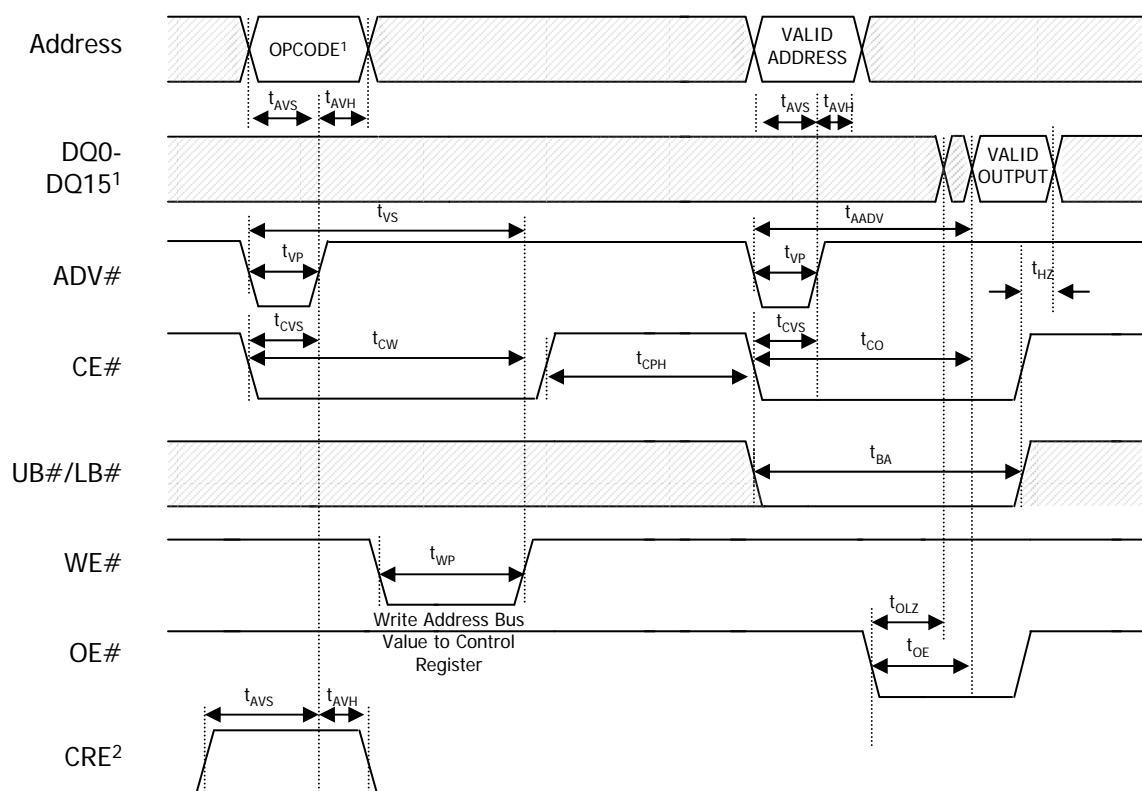 Address
OPCODE¹
VALID
ADDRESS
tAVS
tAVH
tAVS
tAVH
DQ0-
DQ15¹
VALID
OUTPUT
tVS
tAADV
ADV#
tVP
tVP
tHZ
CE#
tCVS
tCW
tCPH
tCVS
tCO
UB#/LB#
tBA
WE#
tWP
Write Address Bus
Value to Control
Register
OE#
tOLZ
tOE
tAVS
tAVH
CRE²